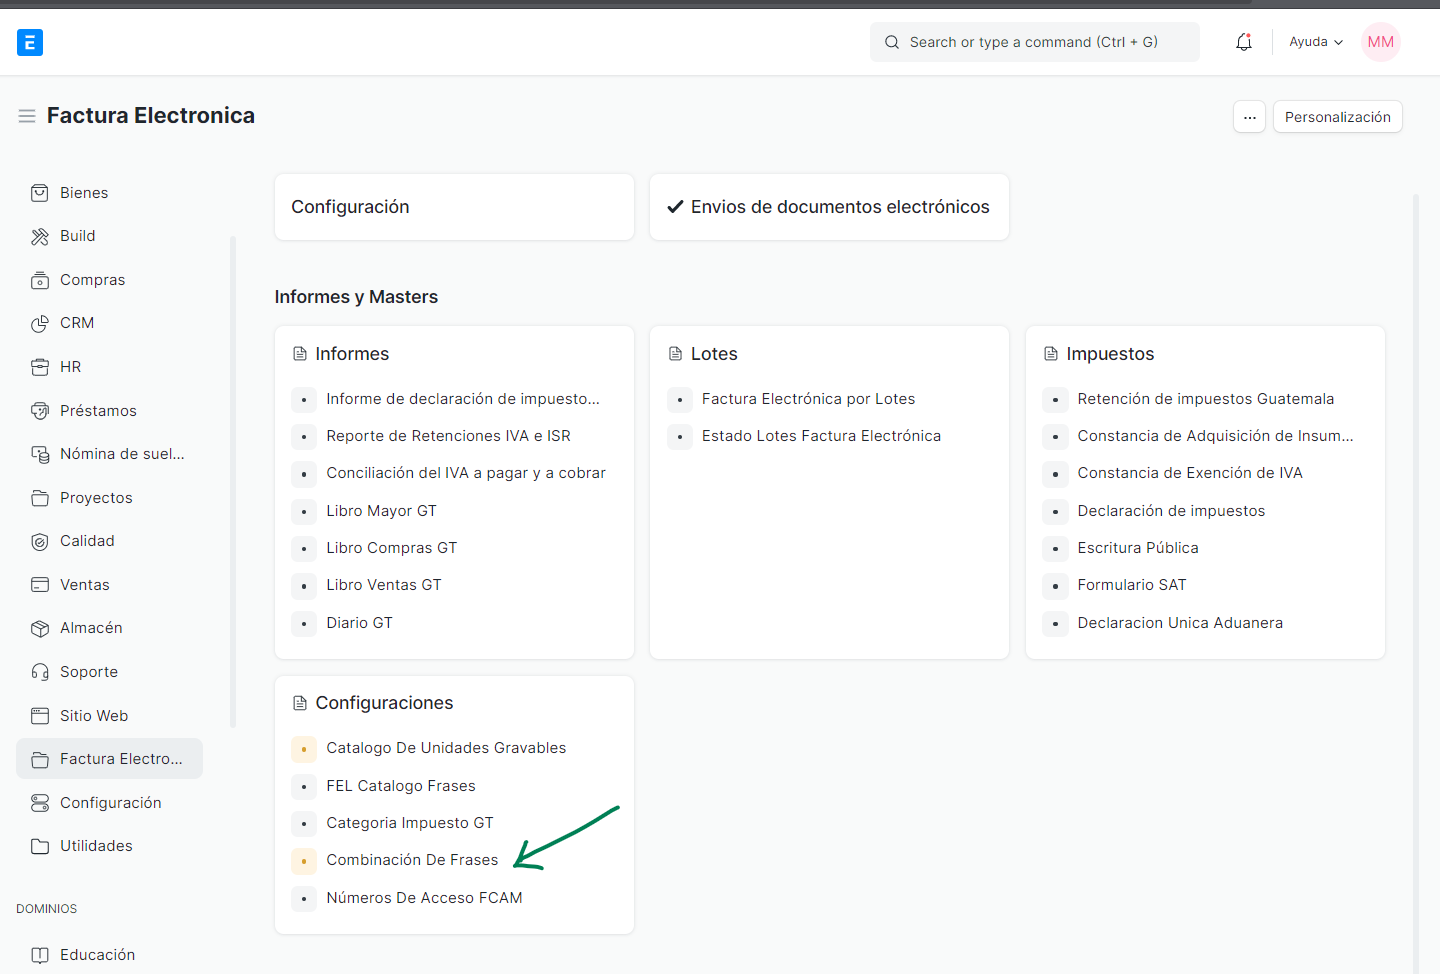 E
Search or type a command (Ctrl + G)
Ayuda
MM
Factura Electronica
...
Personalización
Bienes
Build
Compras
CRM
HR
Préstamos
Nómina de suel...
Proyectos
Calidad
Ventas
Almacén
Soporte
Sitio Web
Factura Electro...
Configuración
Utilidades
DOMINIOS
Educación
Configuración
Envios de documentos electrónicos
Informes y Masters
Informes
Informe de declaración de impuesto...
Reporte de Retenciones IVA e ISR
Conciliación del IVA a pagar y a cobrar
Libro Mayor GT
Libro Compras GT
Libro Ventas GT
Diario GT
Lotes
Factura Electrónica por Lotes
Estado Lotes Factura Electrónica
Impuestos
Retención de impuestos Guatemala
Constancia de Adquisición de Insum...
Constancia de Exención de IVA
Declaración de impuestos
Escritura Pública
Formulario SAT
Declaracion Unica Aduanera
Configuraciones
Catalogo De Unidades Gravables
FEL Catalogo Frases
Categoria Impuesto GT
Combinación De Frases
Números De Acceso FCAM